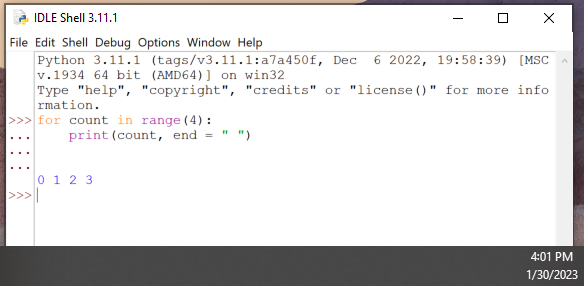 IDLE Shell 3.11.1
File Edit Shell Debug Options Window Help
Python 3.11.1 (tags/v3.11.1:a7a450f, Dec  6 2022, 19:58:39) [MSC
v.1934 64 bit (AMD64)] on win32
Type "help", "copyright", "credits" or "license()" for more info
rmation.
>>> for count in range(4):
...     print(count, end = " ")
...
...
0 1 2 3
>>>
4:01 PM
1/30/2023